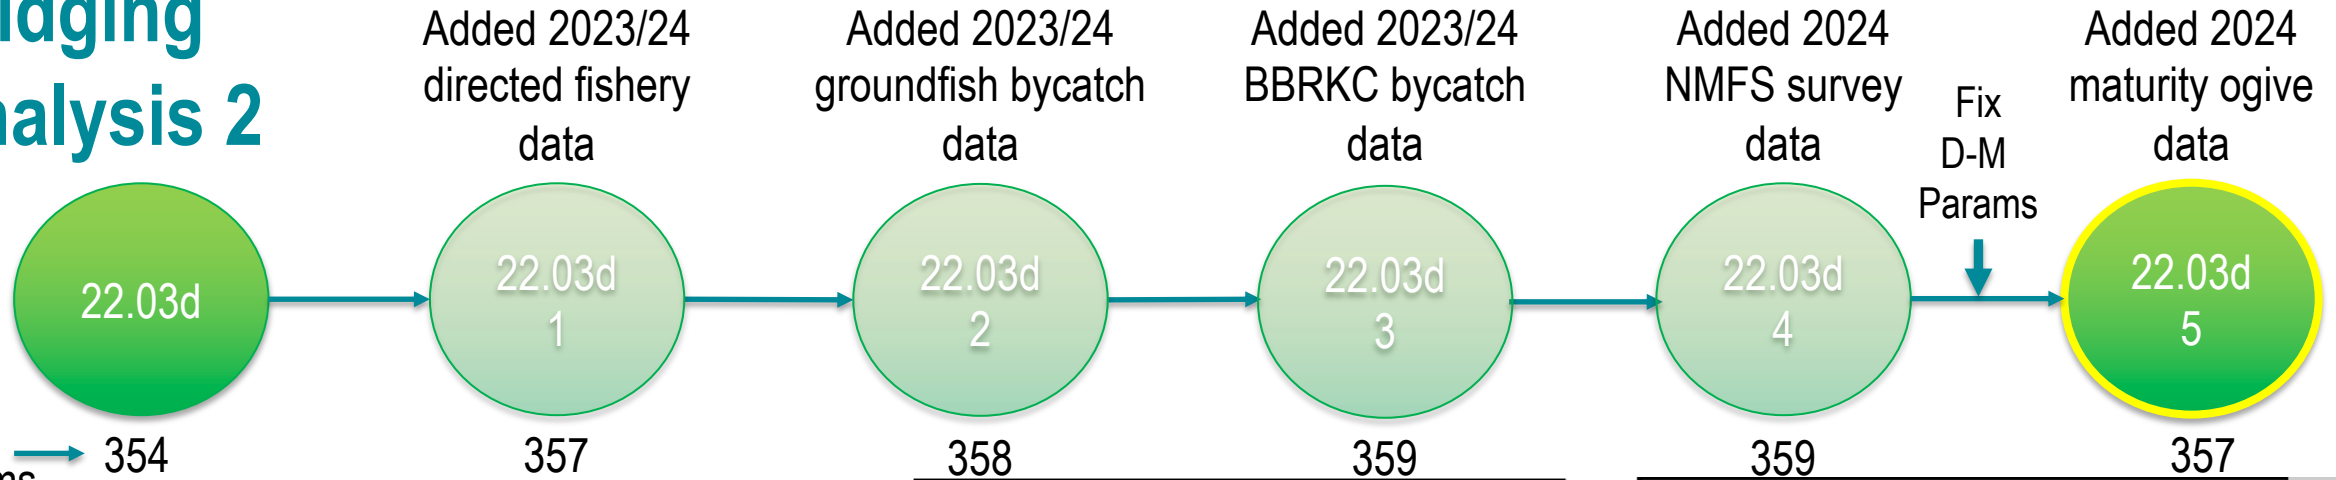 idging
nalysis 2
Added 2023/24
directed fishery
data
Added 2023/24
groundfish bycatch
data
Added 2023/24
BBRKC bycatch
data
Added 2024
NMFS survey
data
Fix
D-M
Params
Added 2024
maturity ogive
data
22.03d
22.03d
1
22.03d
2
22.03d
3
22.03d
4
22.03d
5
354
357
358
359
359
357